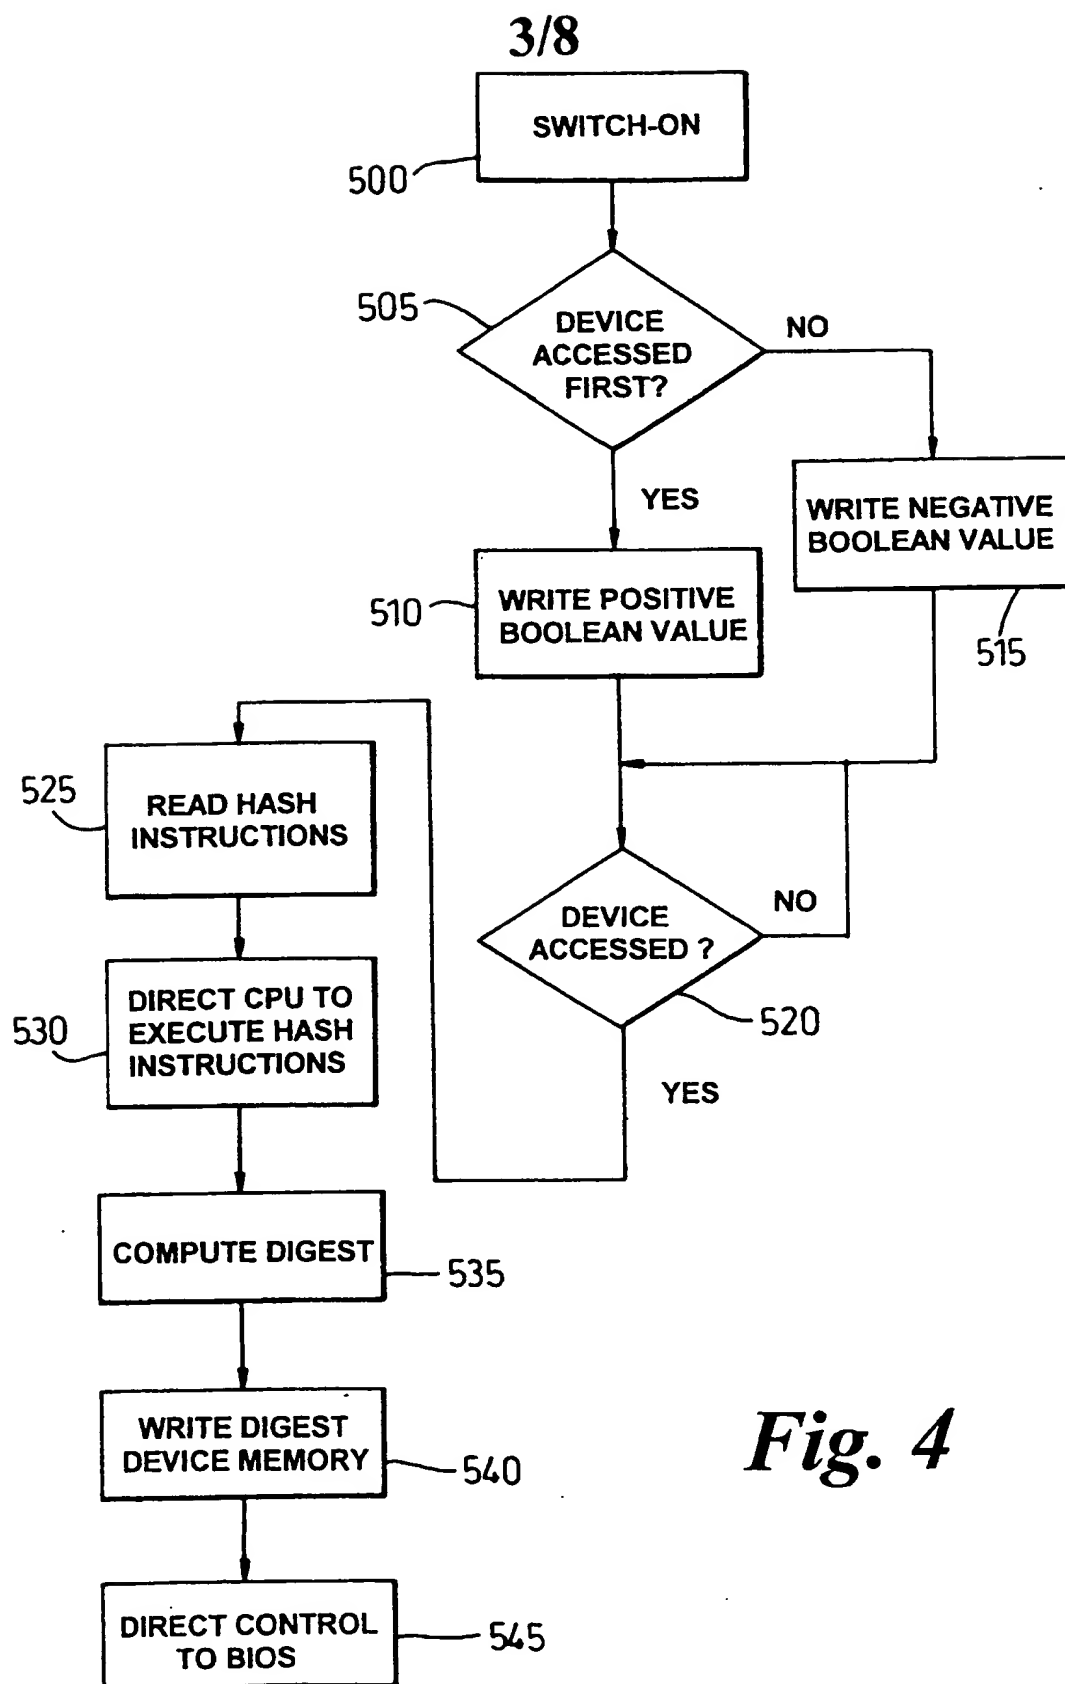 3/8
SWITCH-ON
500
505
DEVICE
ACCESSED
FIRST?
NO
YES
WRITE NEGATIVE
BOOLEAN VALUE
515
510
WRITE POSITIVE
BOOLEAN VALUE
525
READ HASH
INSTRUCTIONS
DEVICE
ACCESSED ?
NO
520
YES
530
DIRECT CPU TO
EXECUTE HASH
INSTRUCTIONS
COMPUTE DIGEST
535
WRITE DIGEST
DEVICE MEMORY
540
Fig. 4
DIRECT CONTROL
TO BIOS
545